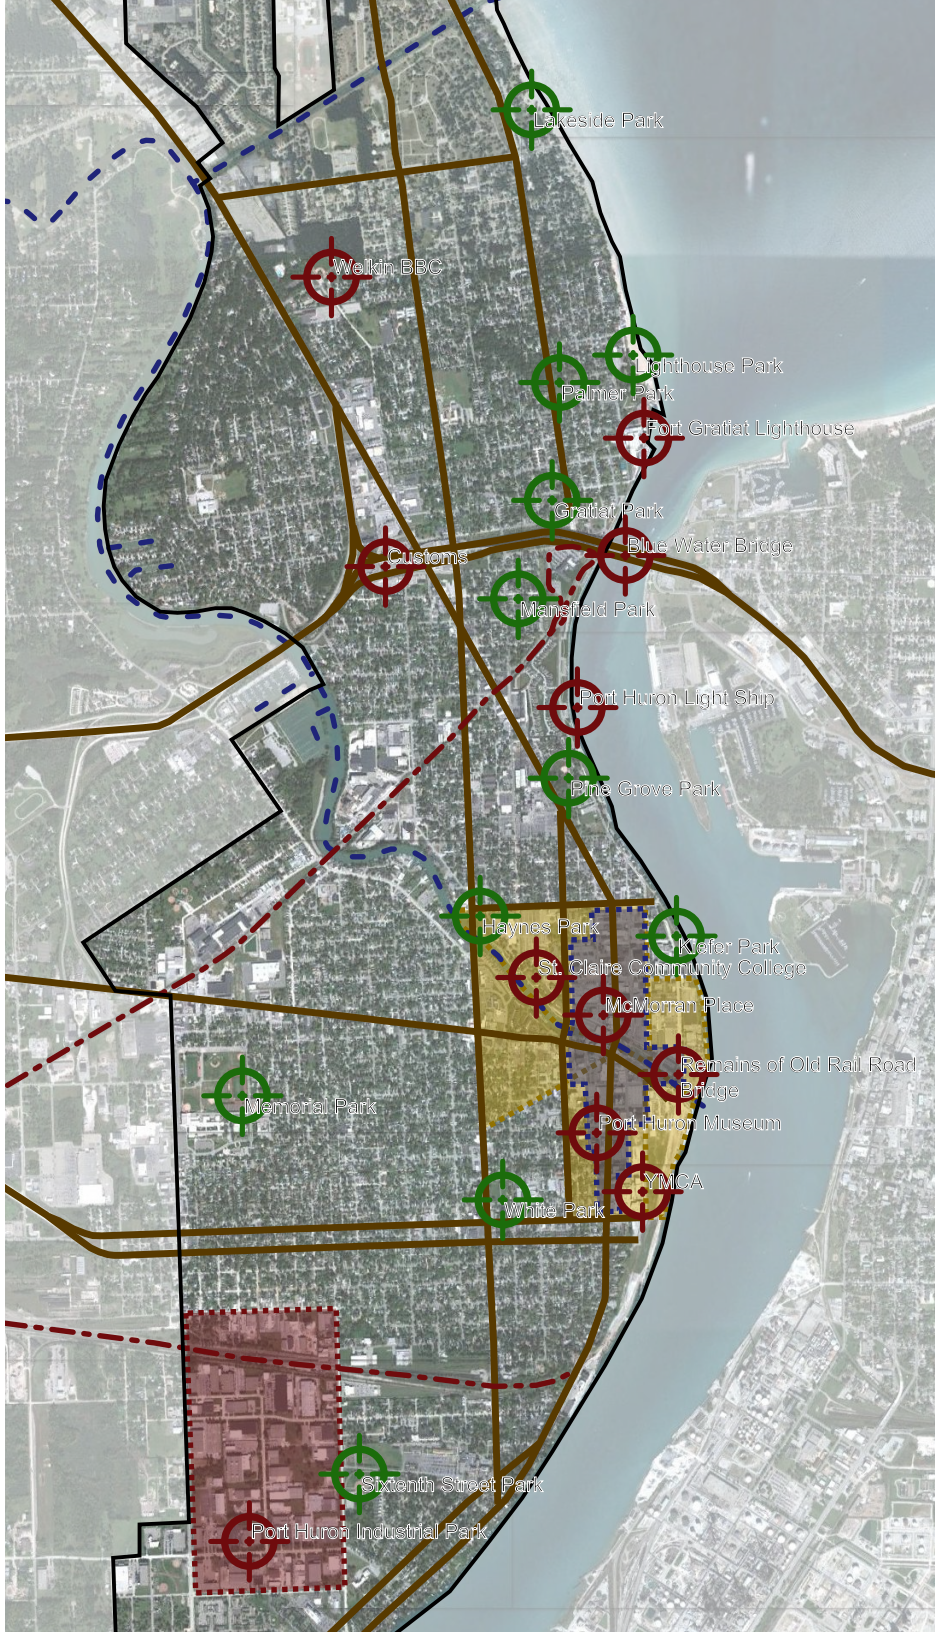 Lakeside Park
Welkin BBC
Lighthouse Park
Palmer Park
Fort Gratiat Lighthouse
Gratiat Park
Blue Water Bridge
Customs
Mansfield Park
Port Huron Light Ship
Pine Grove Park
Haynes Park
Kiefer Park
St. Claire Community College
McMorran Place
Remains of Old Rail Road
Bridge
Memorial Park
Port Huron Museum
YMCA
White Park
Sixtenth Street Park
Port Huron Industrial Park